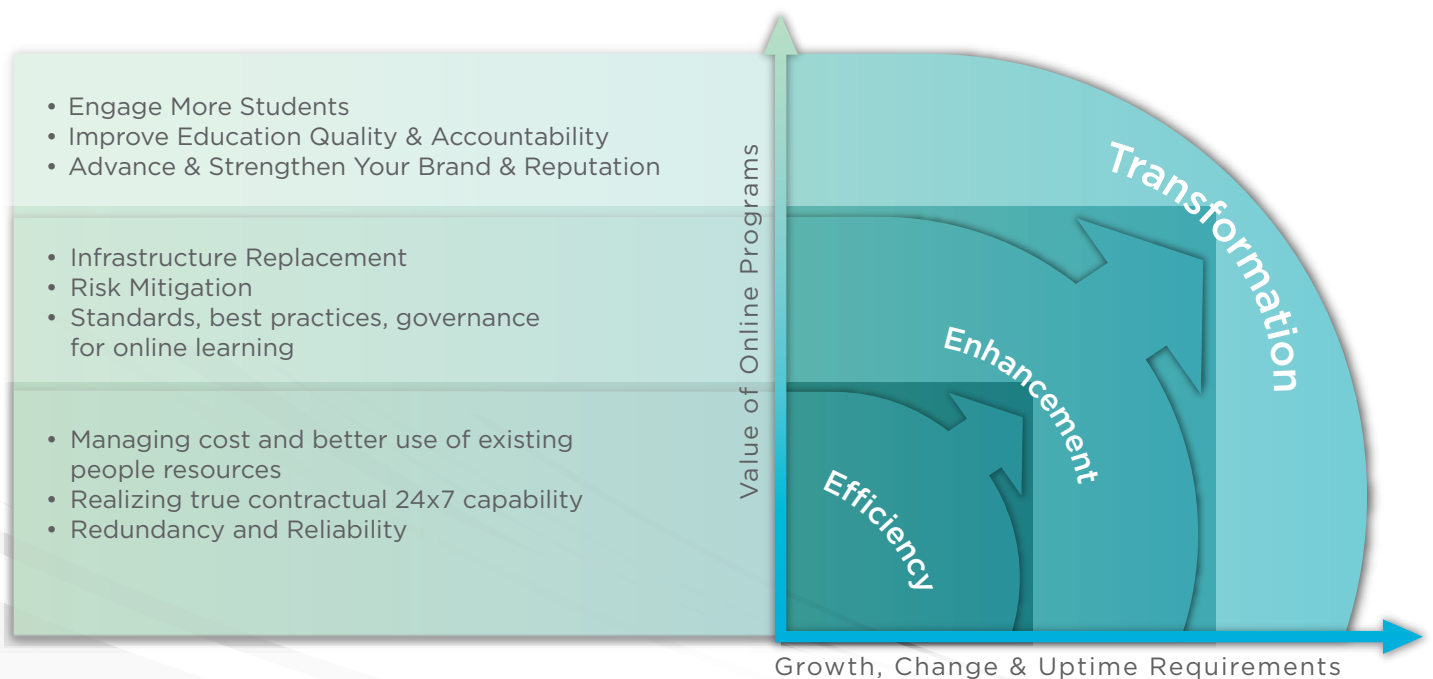 • Engage More Students
• Improve Education Quality & Accountability
• Advance & Strengthen Your Brand & Reputation
• Infrastructure Replacement
• Risk Mitigation
• Standards, best practices, governance
for online learning
• Managing cost and better use of existing
people resources
• Realizing true contractual 24x7 capability
• Redundancy and Reliability
Value of Online Programs
Transformation
Enhancement
Efficiency
Growth, Change & Uptime Requirements